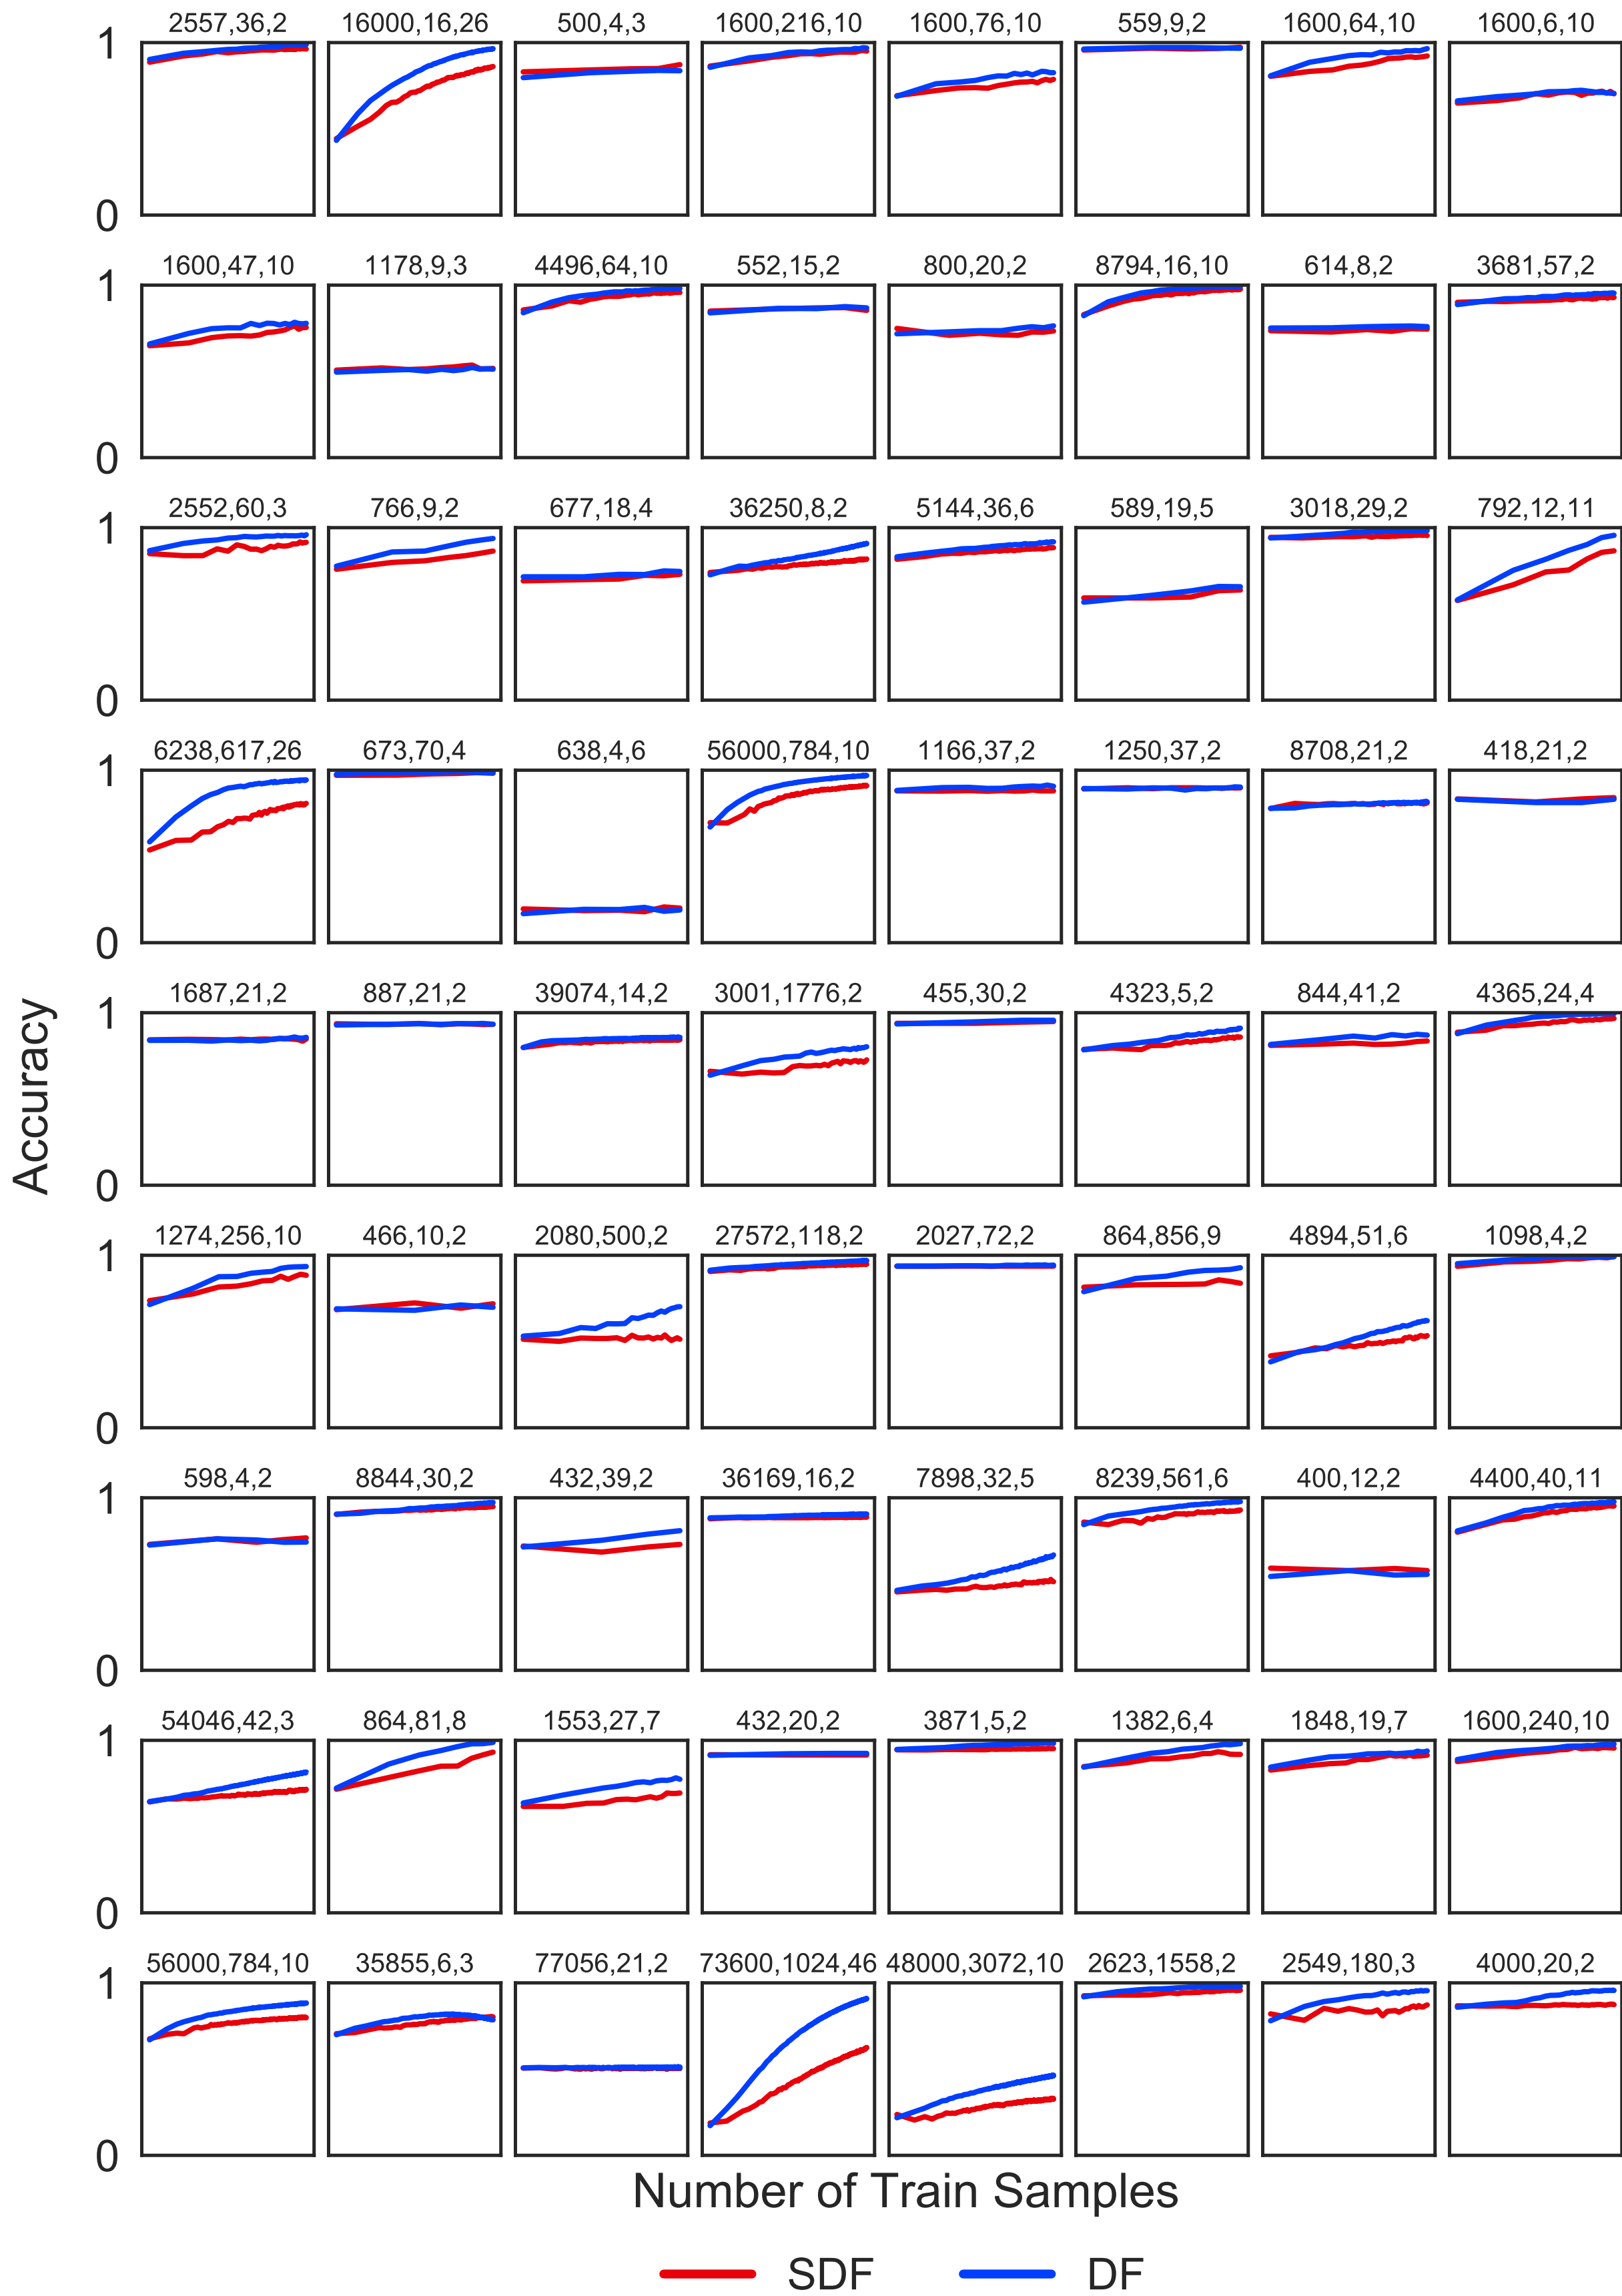 2557,36,2 16000,16,26 500,4,3 1600,216,10 1600,76,10 559,9,2 1600,64,10 1600,6,10
1
0
1600,47,10 1178,9,3 4496,64,10 552,15,2 800,20,2 8794,16,10 614,8,2 3681,57,2
1
0
2552,60,3 766,9,2 677,18,4 36250,8,2 5144,36,6 589,19,5 3018,29,2 792,12,11
1
0
6238,617,26 673,70,4 638,4,6 56000,784,10 1166,37,2 1250,37,2 8708,21,2 418,21,2
1
0
Accuracy
1687,21,2 887,21,2 39074,14,2 3001,1776,2 455,30,2 4323,5,2 844,41,2 4365,24,4
1
0
1274,256,10 466,10,2 2080,500,2 27572,118,2 2027,72,2 864,856,9 4894,51,6 1098,4,2
1
0
598,4,2 8844,30,2 432,39,2 36169,16,2 7898,32,5 8239,561,6 400,12,2 4400,40,11
1
0
54046,42,3 864,81,8 1553,27,7 432,20,2 3871,5,2 1382,6,4 1848,19,7 1600,240,10
1
0
56000,784,10 35855,6,3 77056,21,2 73600,1024,46 48000,3072,10 2623,1558,2 2549,180,3 4000,20,2
1
0
Number of Train Samples
SDF DF